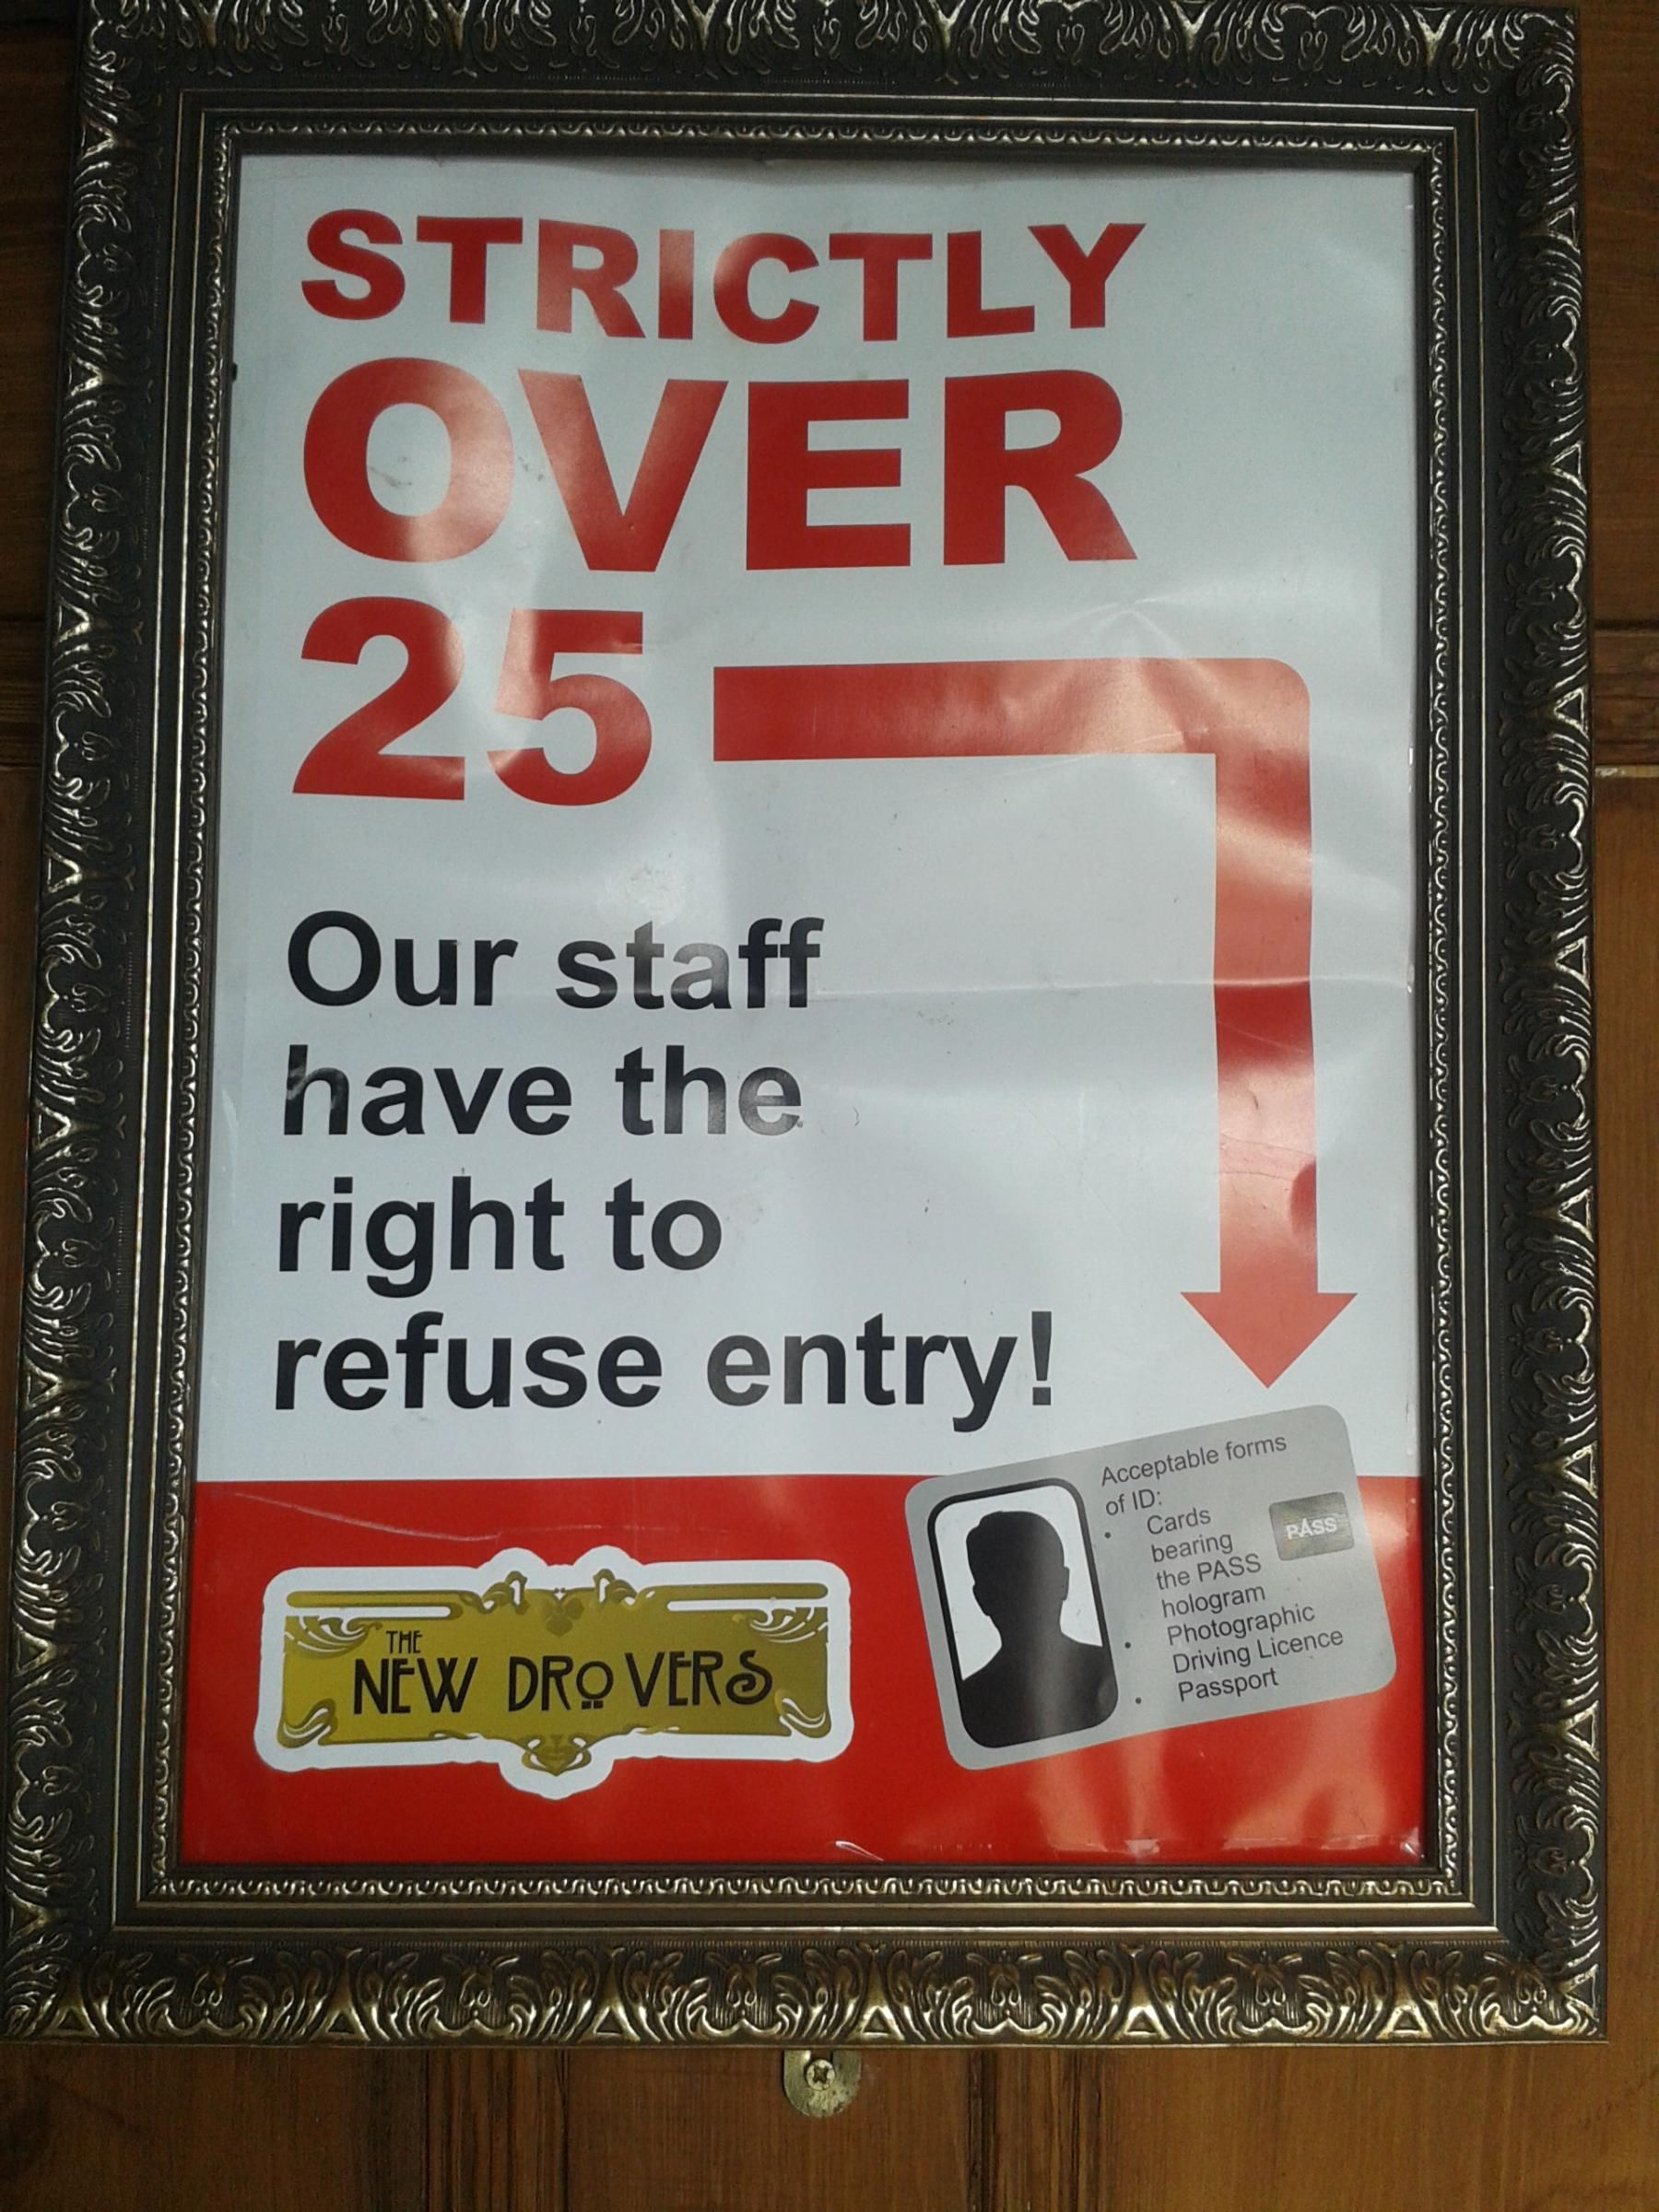 STRICTLY
OVER
25
Our staff
have the
right to
refuse entry!
THE
NEW DROVERS
Acceptable forms
of ID:
• Cards
bearing
the PASS
hologram
• Photographic
Driving Licence
• Passport
PASS